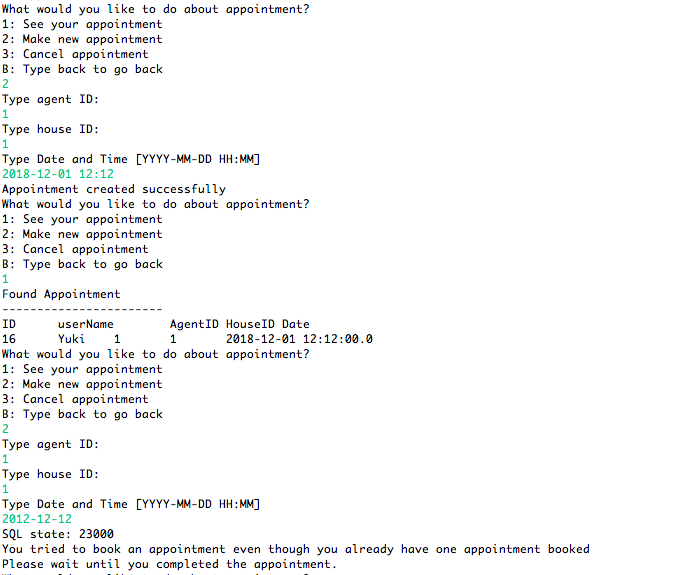 What would you like to do about appointment?
1: See your appointment
2: Make new appointment
3: Cancel appointment
B: Type back to go back
2
Type agent ID:
1
Type house ID:
1
Type Date and Time [YYYY-MM-DD HH:MM]
2018-12-01 12:12
Appointment created successfully
What would you like to do about appointment?
1: See your appointment
2: Make new appointment
3: Cancel appointment
B: Type back to go back
1
Found Appointment
-----------------------
ID      userName        AgentID HouseID Date
16      Yuki    1       1       2018-12-01 12:12:00.0
What would you like to do about appointment?
1: See your appointment
2: Make new appointment
3: Cancel appointment
B: Type back to go back
2
Type agent ID:
1
Type house ID:
1
Type Date and Time [YYYY-MM-DD HH:MM]
2012-12-12
SQL state: 23000
You tried to book an appointment even though you already have one appointment booked
Please wait until you completed the appointment.